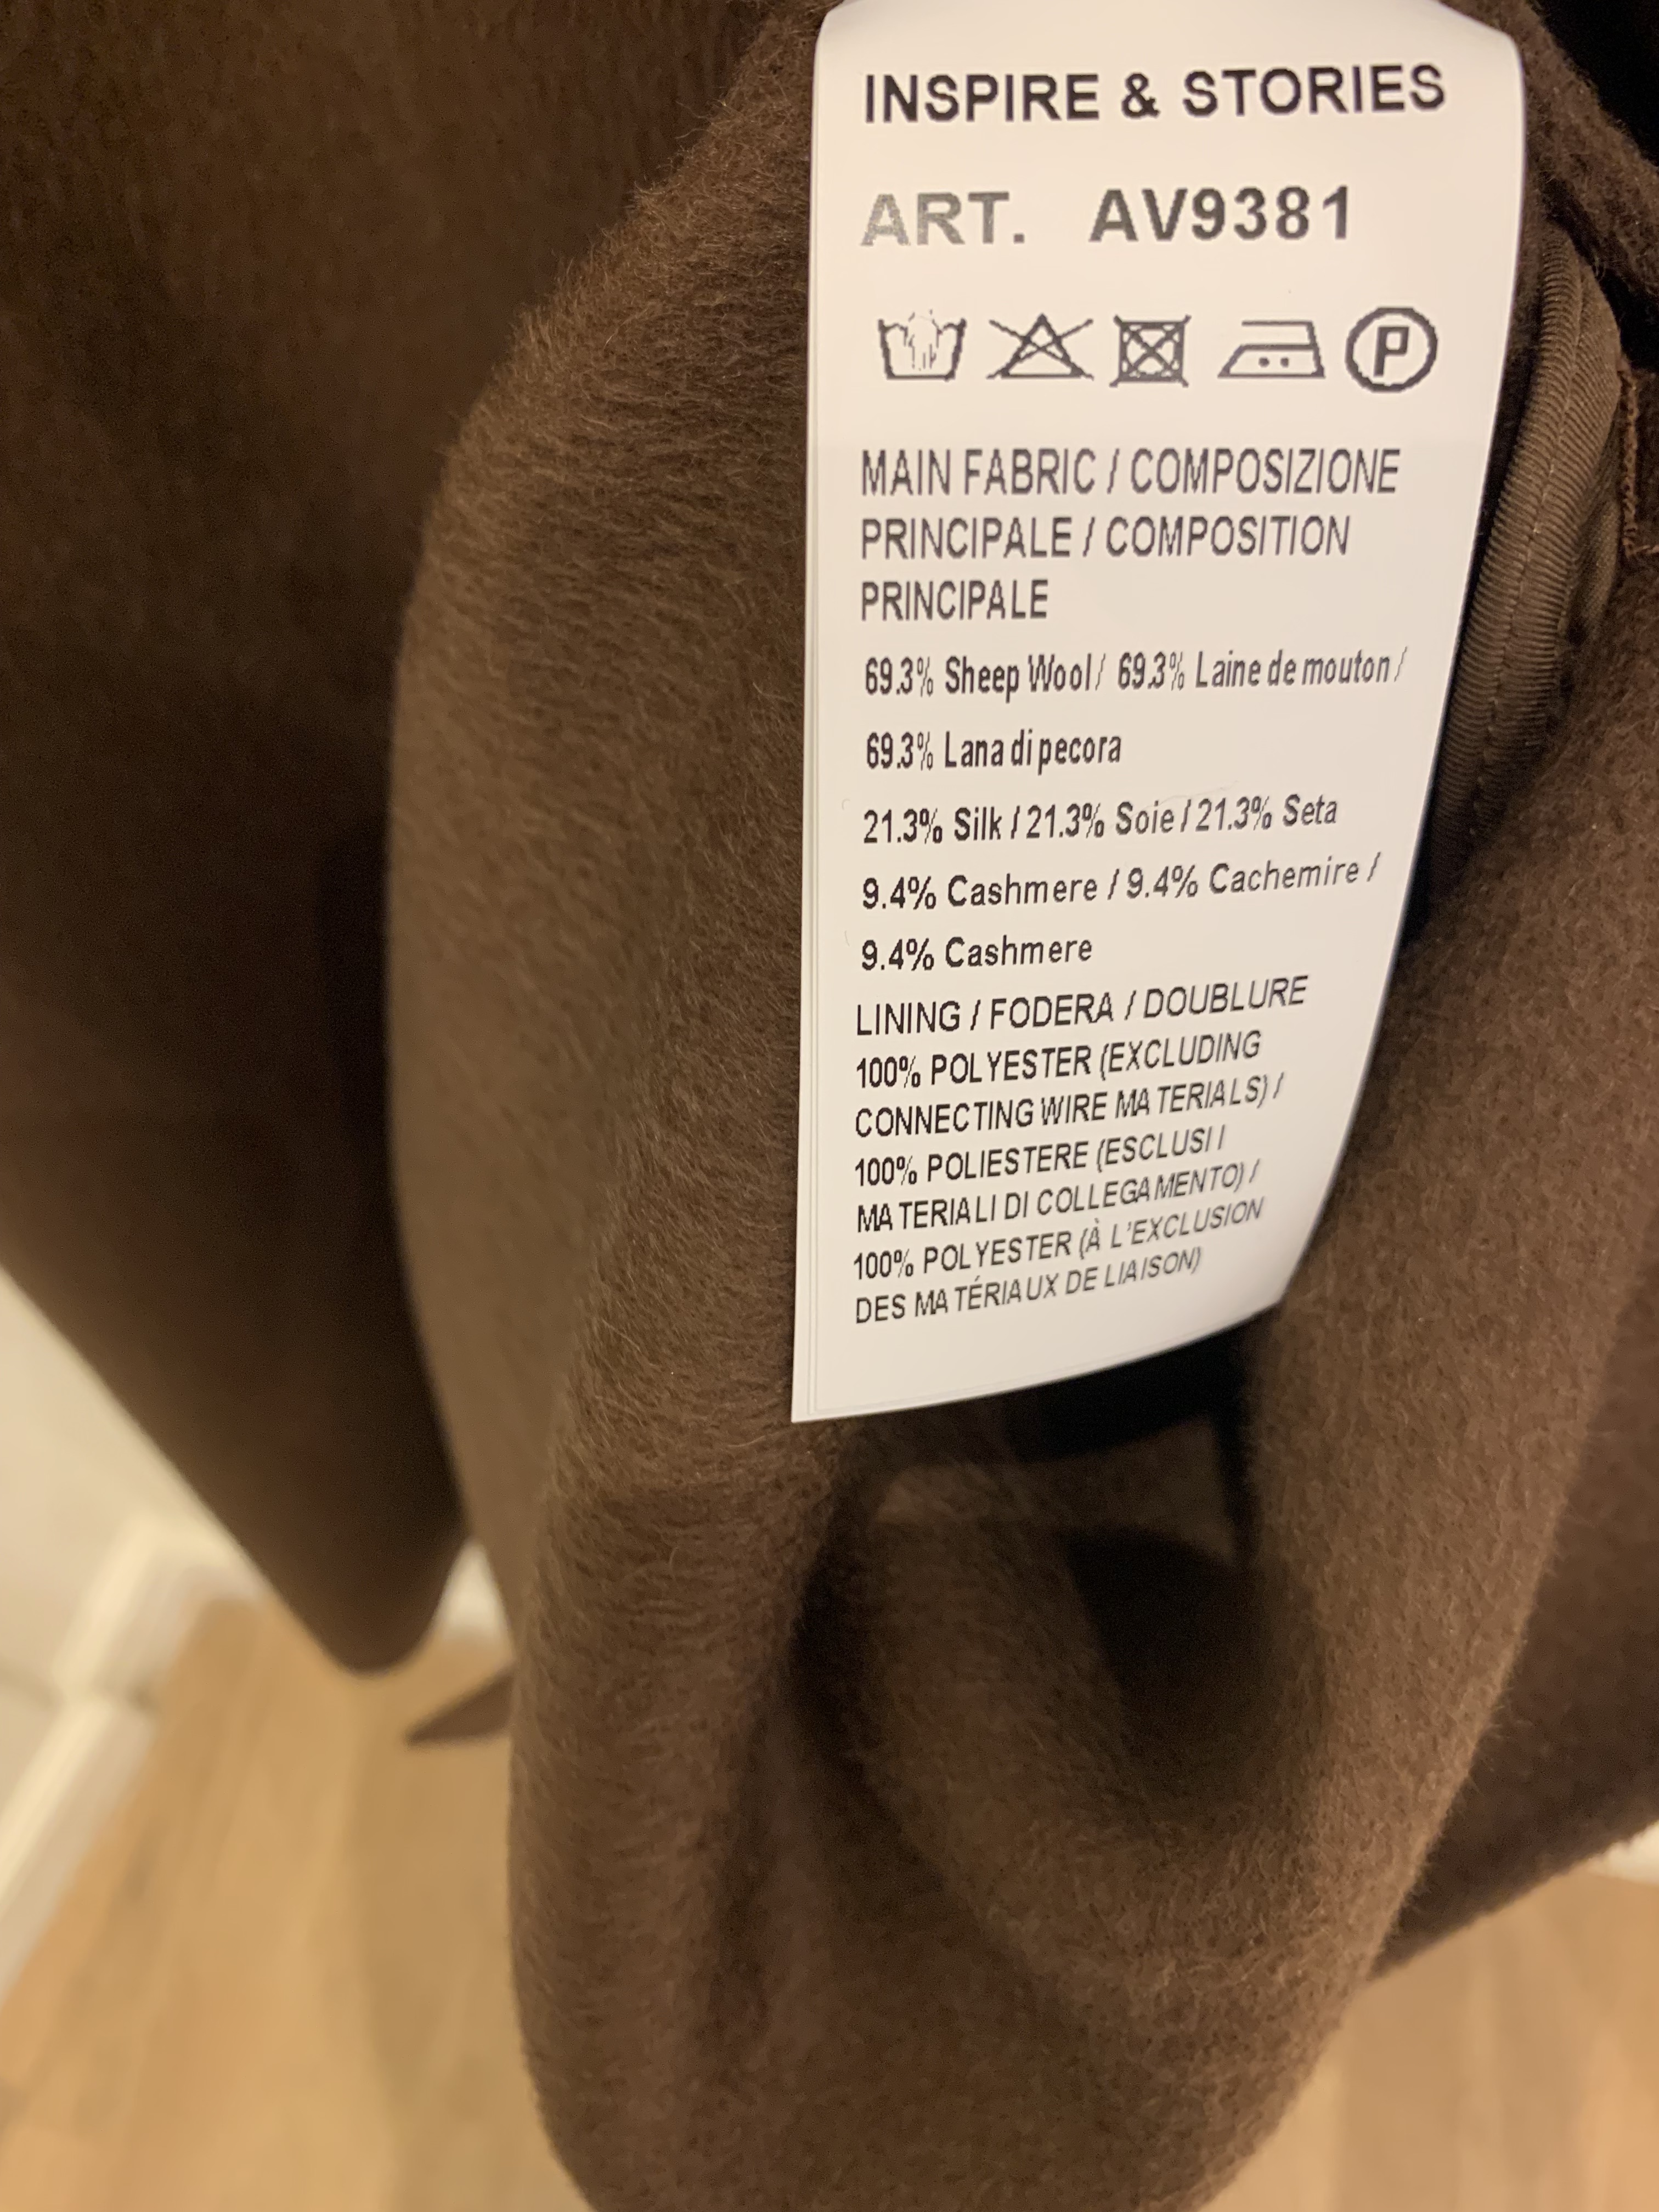 INSPIRE & STORIES
ART. AV9381
P
MAIN FABRIC / COMPOSIZIONE
PRINCIPALE / COMPOSITION
PRINCIPALE
69.3% Sheep Wool / 69.3% Laine de mouton /
69.3% Lana di pecora
21.3% Silk / 21.3% Soie / 21.3% Seta
9.4% Cashmere / 9.4% Cachemire /
9.4% Cashmere
LINING / FODERA / DOUBLURE
100% POLYESTER (EXCLUDING
CONNECTING WIRE MATERIALS) /
100% POLIESTERE (ESCLUSI I
MATERIALI DI COLLEGAMENTO) /
100% POLYESTER (À L'EXCLUSION
DES MATÉRIAUX DE LIAISON)